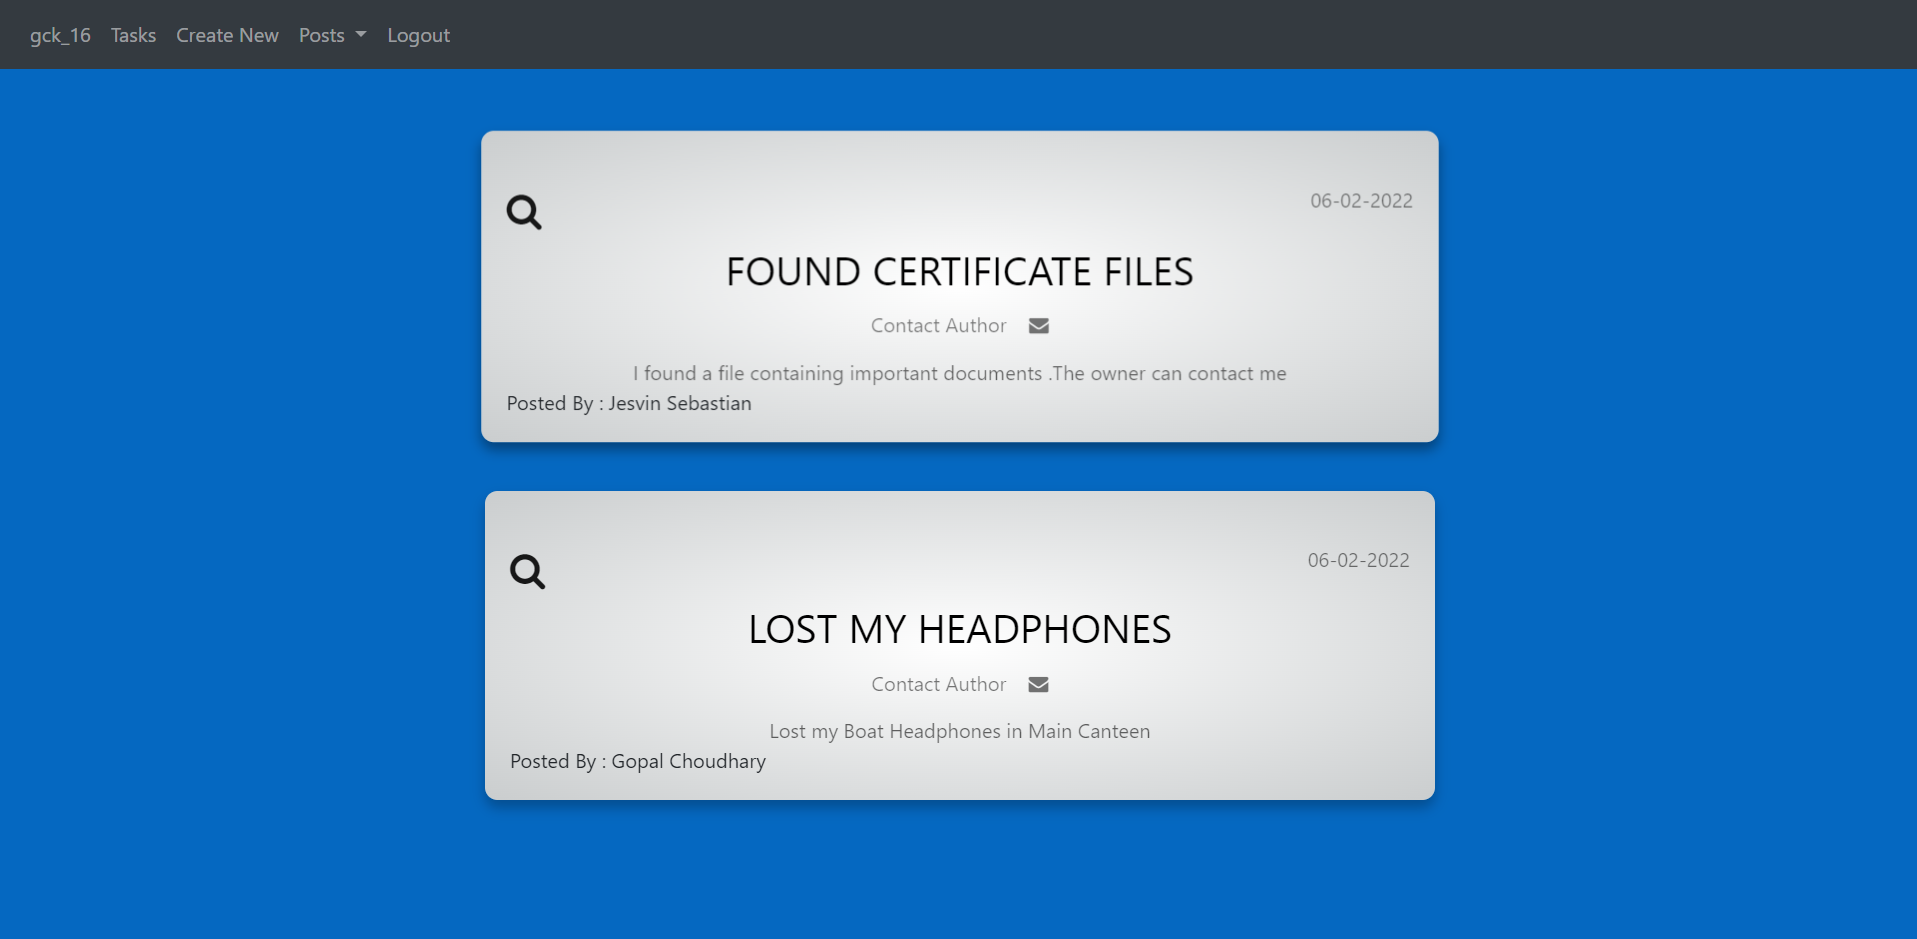 gck_16 Tasks Create New Posts Logout
06-02-2022
FOUND CERTIFICATE FILES
Contact Author
I found a file containing important documents .The owner can contact me
Posted By : Jesvin Sebastian
06-02-2022
LOST MY HEADPHONES
Contact Author
Lost my Boat Headphones in Main Canteen
Posted By : Gopal Choudhary